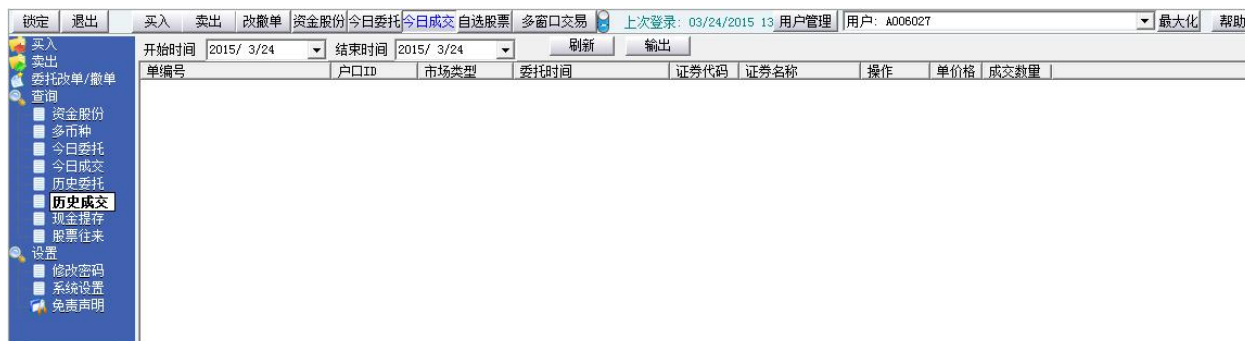 锁定 退出 买入 卖出 改撤单 资金股份 今日委托 今日成交 自选股票 多窗口交易 上次登录: 03/24/2015 13 用户管理 用户: A006027 最大化 帮助
开始时间 2015/ 3/24 结束时间 2015/ 3/24 刷新 输出
单编号 户口ID 市场类型 委托时间 证券代码 证券名称 操作 单价格 成交数量
买入
卖出
委托改单/撤单
查询
资金股份
多币种
今日委托
今日成交
历史委托
历史成交
现金提存
股票往来
设置
修改密码
系统设置
免责声明